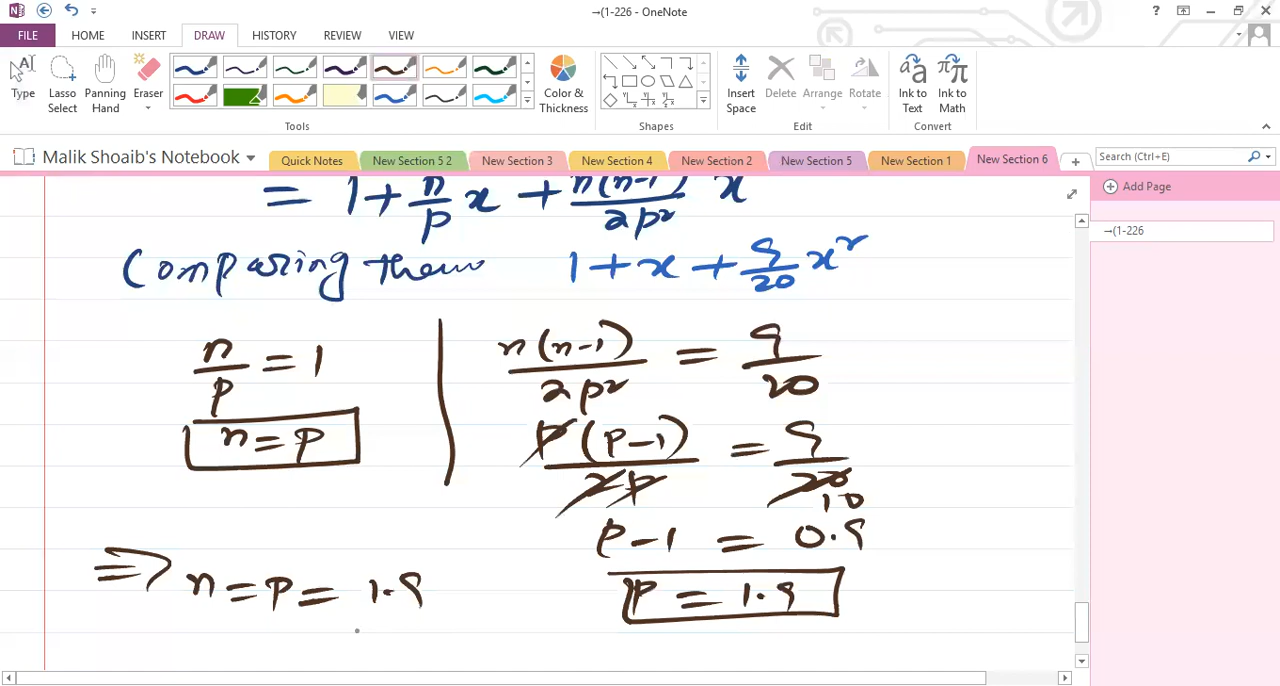 →(1-226 - OneNote
FILE HOME INSERT DRAW HISTORY REVIEW VIEW
Type Lasso Select Panning Hand Eraser Color & Thickness Insert Space Delete Arrange Rotate Ink to Text Ink to Math
Tools Shapes Edit Convert
Malik Shoaib's Notebook Quick Notes New Section 5 2 New Section 3 New Section 4 New Section 2 New Section 5 New Section 1 New Section 6 Search (Ctrl+E)
Add Page
→(1-226
= 1 + n/p x + n(n-1)/2p² x
Comparing them 1 + x + 9/20 x²
n/p = 1
n = p
n(n-1)/2p² = 9/20
p(p-1)/2p = 9/20 10
p-1 = 0.9
p = 1.9
⇒ n = p = 1.9